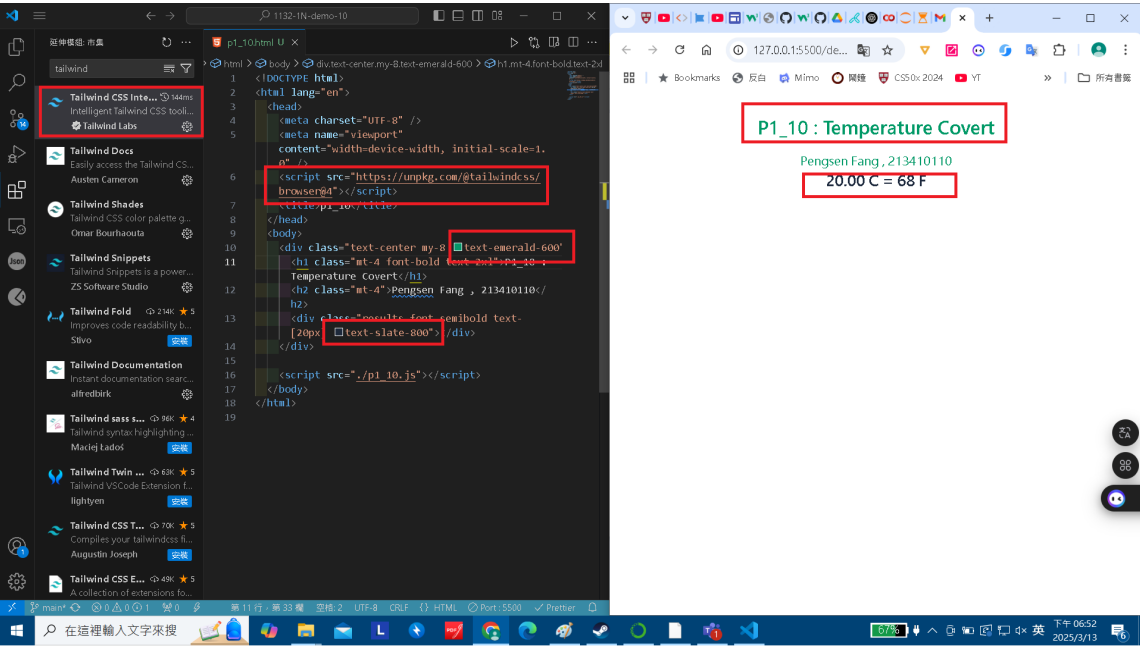 1132-1N-demo-10
延伸模組: 市集
tailwind
Tailwind CSS Inte... 144ms
Intelligent Tailwind CSS tooli...
Tailwind Labs
Tailwind Docs
Easily access the Tailwind CS...
Austen Cameron
Tailwind Shades
Tailwind CSS color palette g...
Omar Bourhaouta
Tailwind Snippets
Tailwind Snippets is a power...
ZS Software Studio
Tailwind Fold 214K 5
Improves code readability b...
Stivo 安裝
Tailwind Documentation
Instant documentation searc...
alfredbirk
Tailwind sass s... 96K 4
Tailwind syntax highlighting ...
Maciej Ładoś 安裝
Tailwind Twin ... 63K 5
Tailwind VSCode Extension f...
lightyen 安裝
Tailwind CSS T... 70K 5
Compiles your tailwindcss fi...
Augustin Joseph 安裝
Tailwind CSS E... 49K 5
A collection of extensions fo...
14
Json
1
p1_10.html U
html > body > div.text-center.my-8.text-emerald-600 > h1.mt-4.font-bold.text-2xl
1 <!DOCTYPE html>
2 <html lang="en">
3 <head>
4 <meta charset="UTF-8" />
5 <meta name="viewport"
content="width=device-width, initial-scale=1.
0" />
6 <script src="https://unpkg.com/@tailwindcss/
browser@4"></script>
7 <title>p1_10</title>
8 </head>
9 <body>
10 <div class="text-center my-8 text-emerald-600"
11 <h1 class="mt-4 font-bold text-2xl">P1_10 :
Temperature Covert</h1>
12 <h2 class="mt-4">Pengsen Fang , 213410110</
h2>
13 <div class="results font-semibold text-
[20px text-slate-800"></div>
14 </div>
15
16 <script src="./p1_10.js"></script>
17 </body>
18 </html>
19
main* 0 0 1 0 第 11 行，第 33 欄 空格: 2 UTF-8 CRLF {} HTML Port : 5500 Prettier
127.0.0.1:5500/de...
Bookmarks 反白 Mimo CS50x 2024 YT » 所有書籤
P1_10 : Temperature Covert
Pengsen Fang , 213410110
20.00 C = 68 F
在這裡輸入文字來搜
67% 英 下午 06:52
2025/3/13
6